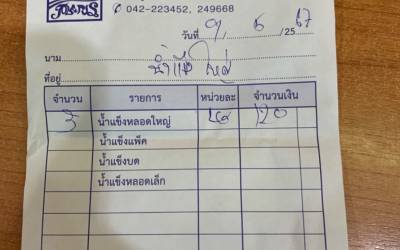 042-223452, 249668
วันที่ 9, 6 /2567
นาม น้ำแข็งใหญ่
ที่อยู่
จำนวน รายการ หน่วยละ จำนวนเงิน
3 น้ำแข็งหลอดใหญ่ 120
น้ำแข็งแพ็ค
น้ำแข็งบด
น้ำแข็งหลอดเล็ก